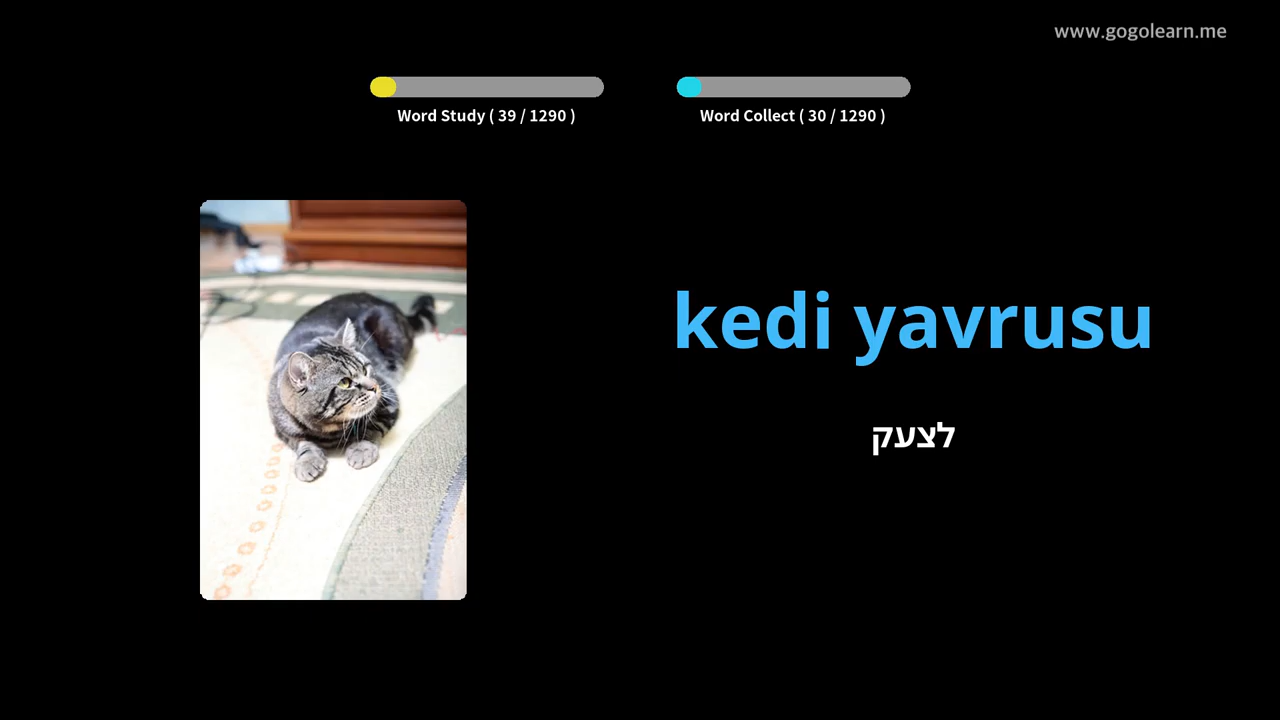 www.gogolearn.me
Word Study ( 39 / 1290 )
Word Collect ( 30 / 1290 )
kedi yavrusu
לצעק